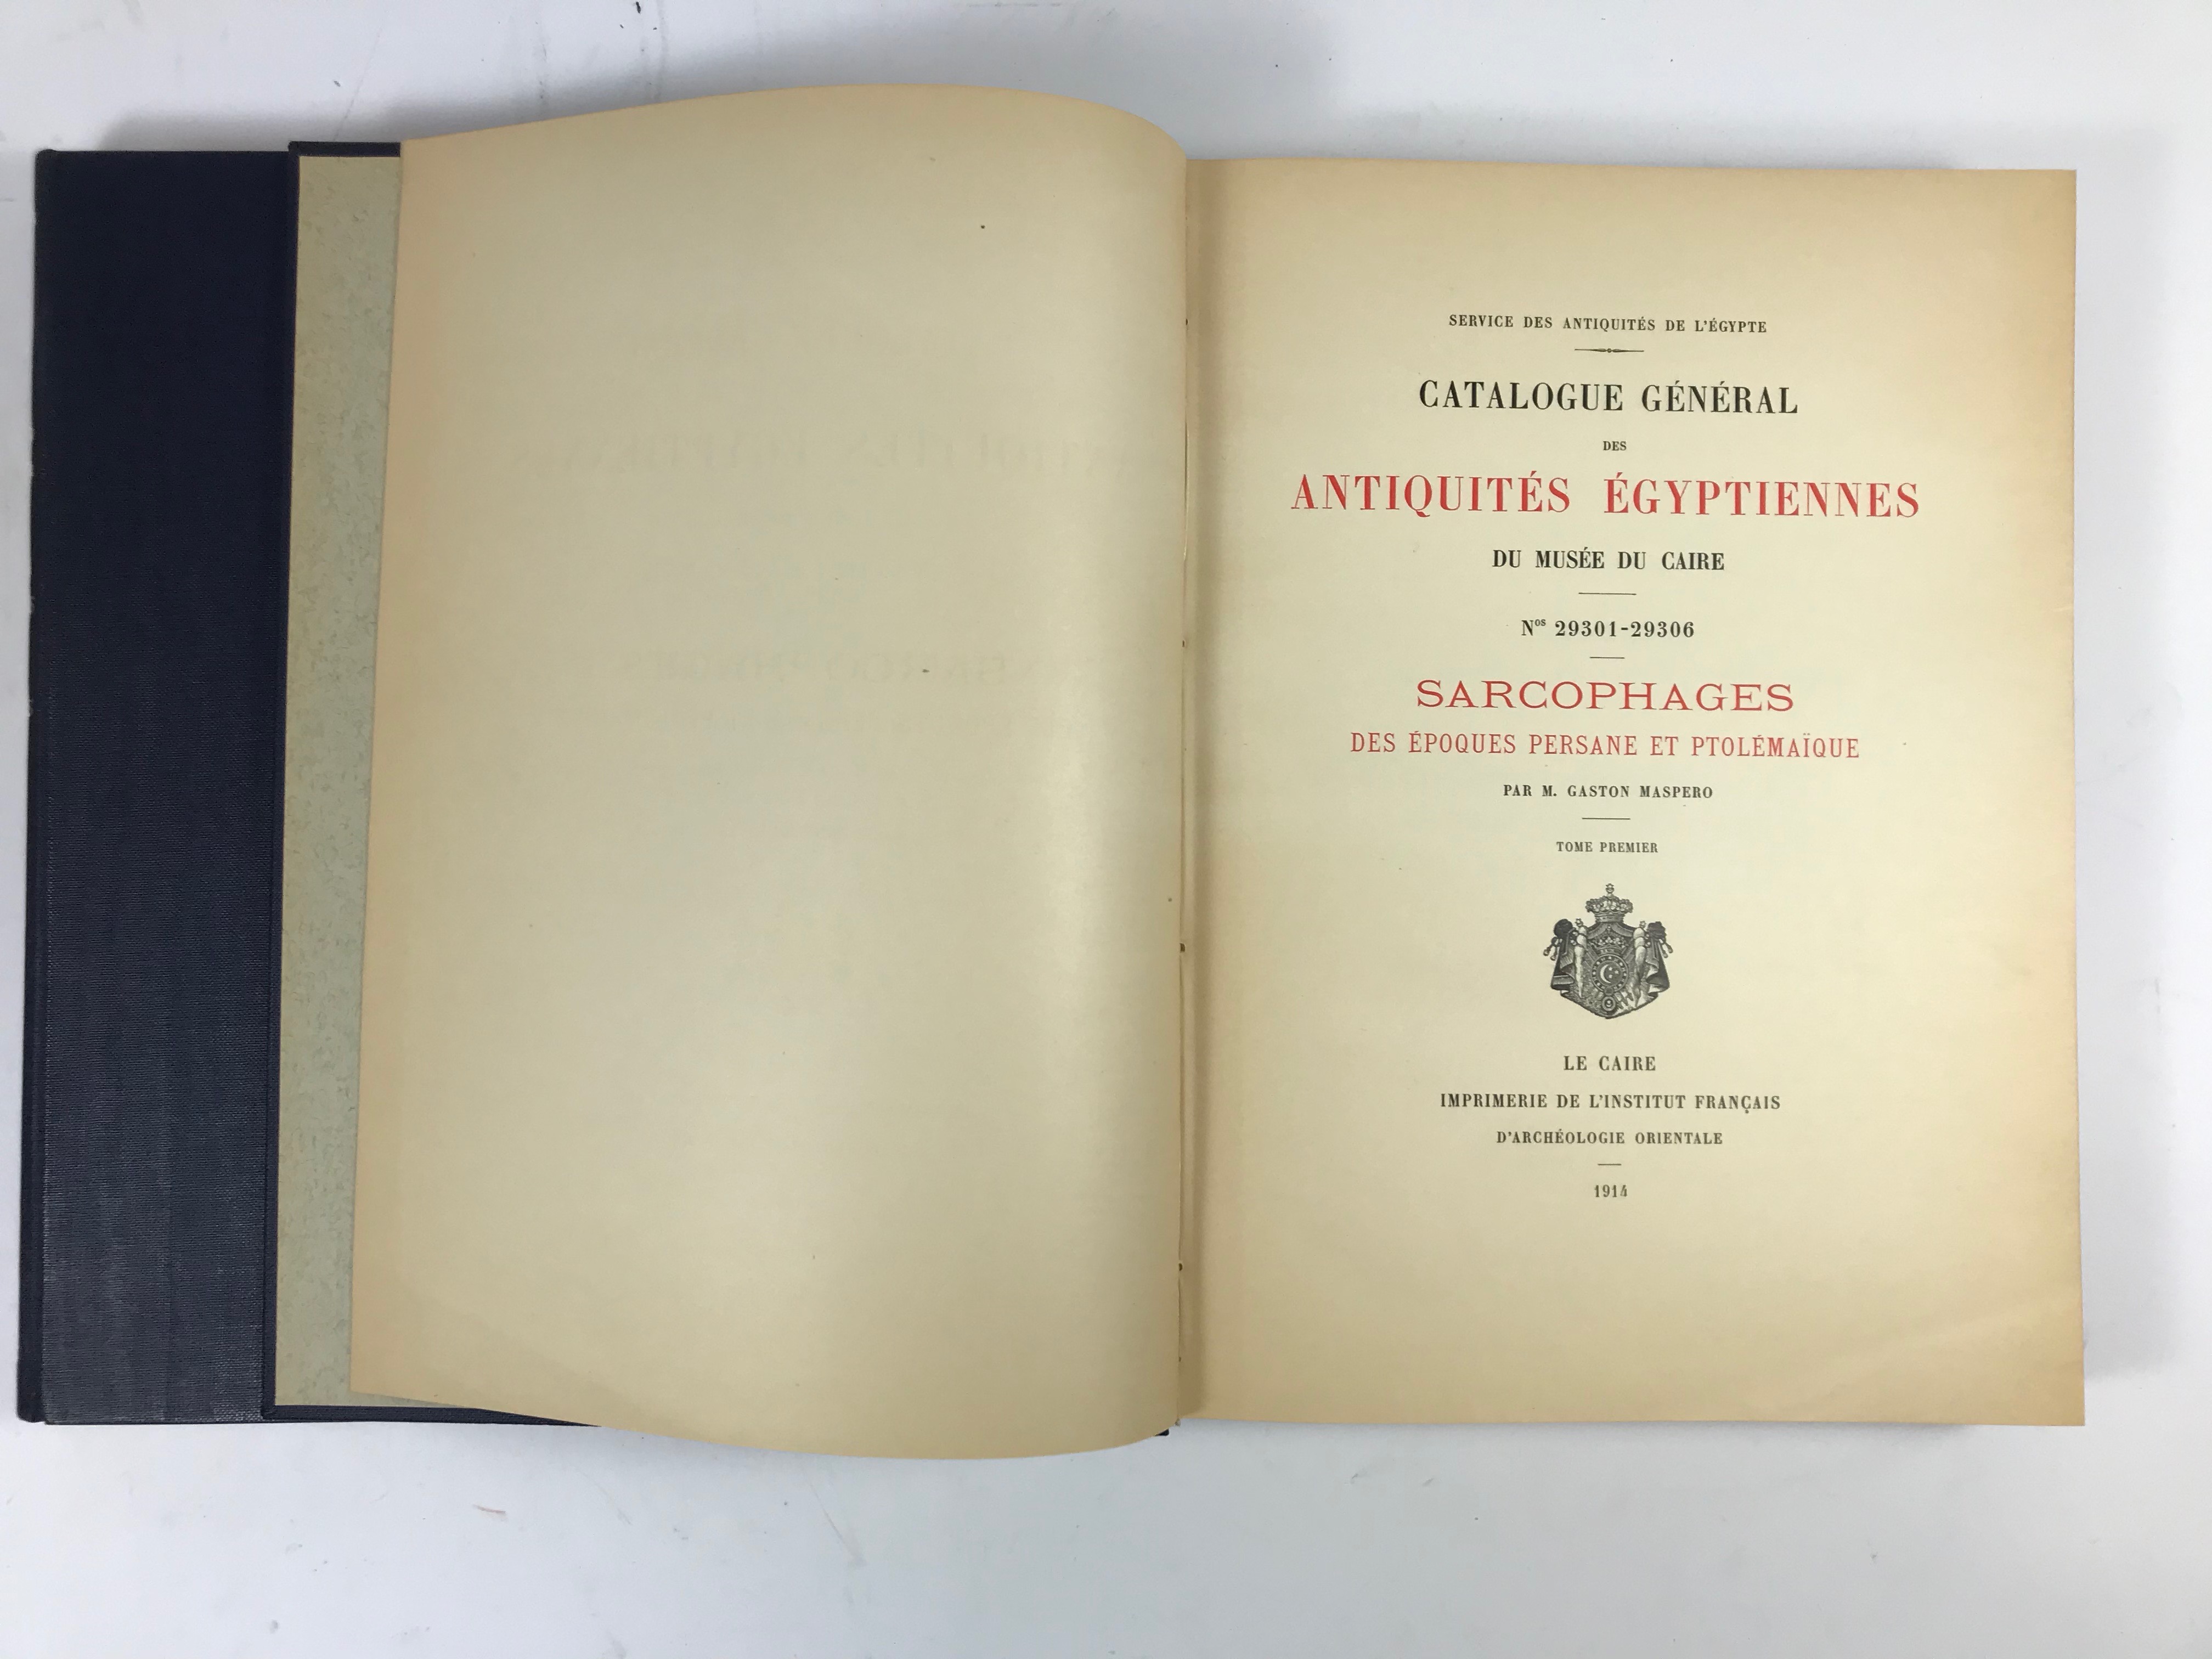 SERVICE DES ANTIQUITÉS DE L'ÉGYPTE
CATALOGUE GÉNÉRAL
DES
ANTIQUITÉS ÉGYPTIENNES
DU MUSÉE DU CAIRE
Nos 29301-29306
SARCOPHAGES
DES ÉPOQUES PERSANE ET PTOLÉMAÏQUE
PAR M. GASTON MASPERO
TOME PREMIER
LE CAIRE
IMPRIMERIE DE L'INSTITUT FRANÇAIS
D'ARCHÉOLOGIE ORIENTALE
1914